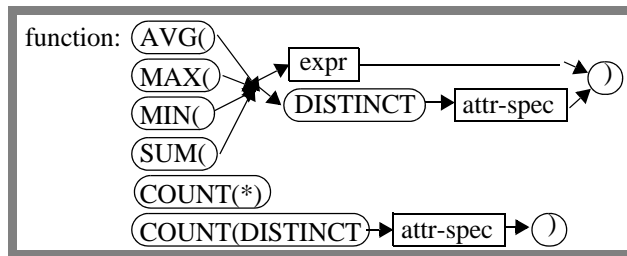 function: AVG(
expr
MAX(
)
DISTINCT
attr-spec
MIN(
SUM(
COUNT(*)
COUNT(DISTINCT attr-spec )